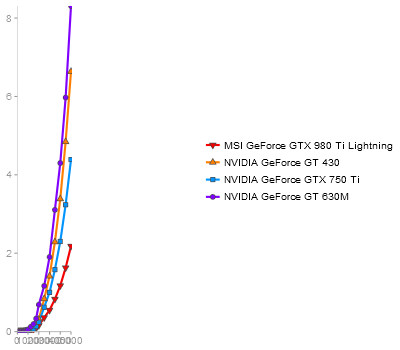 8
6
4
2
0
MSI GeForce GTX 980 Ti Lightning
NVIDIA GeForce GT 430
NVIDIA GeForce GTX 750 Ti
NVIDIA GeForce GT 630M